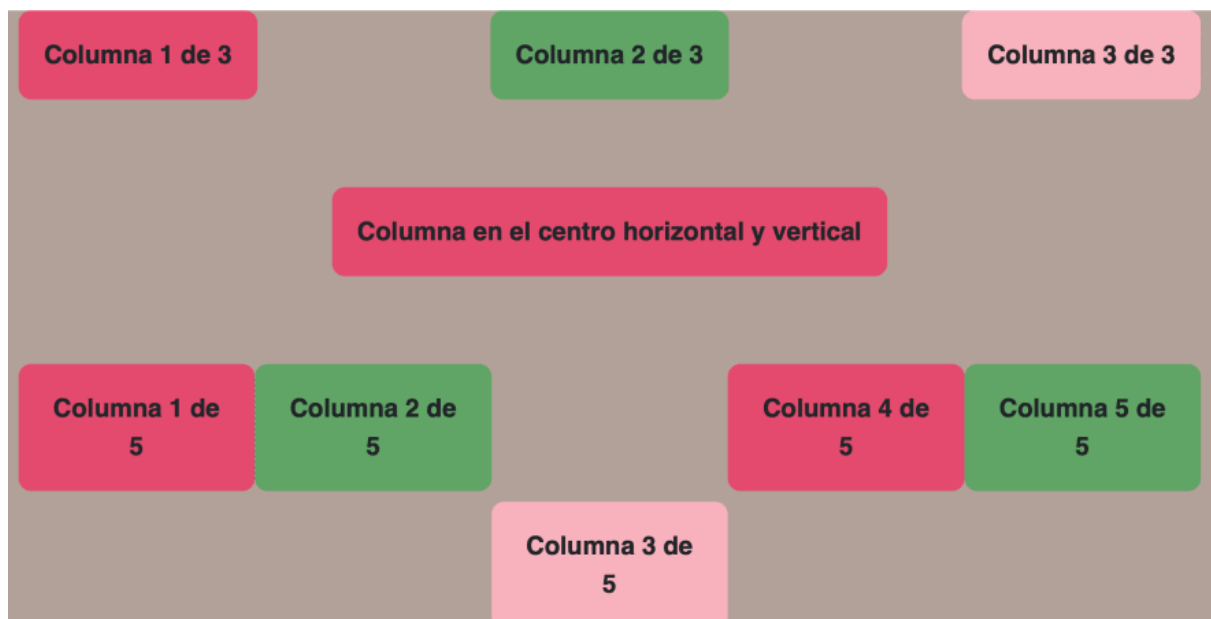 Columna 1 de 3
Columna 2 de 3
Columna 3 de 3
Columna en el centro horizontal y vertical
Columna 1 de
5
Columna 2 de
5
Columna 4 de
5
Columna 5 de
5
Columna 3 de
5